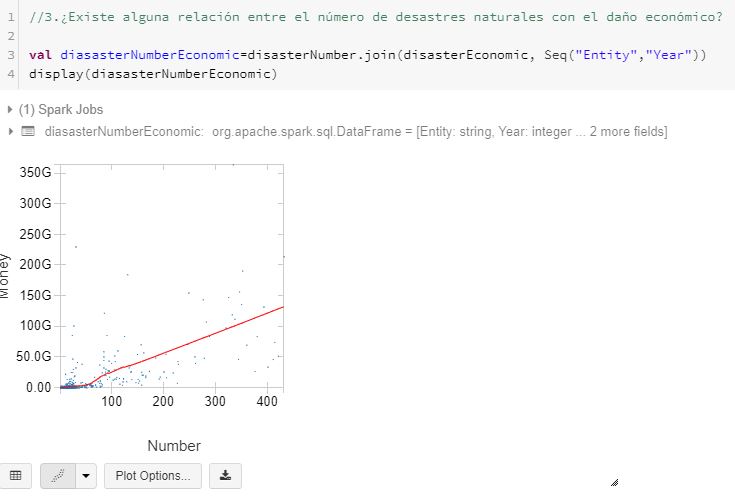 1 //3.¿Existe alguna relación entre el número de desastres naturales con el daño económico?
2
3 val diasasterNumberEconomic=disasterNumber.join(disasterEconomic, Seq("Entity","Year"))
4 display(diasasterNumberEconomic)
(1) Spark Jobs
diasasterNumberEconomic: org.apache.spark.sql.DataFrame = [Entity: string, Year: integer ... 2 more fields]
350G
300G
250G
200G
150G
100G
50.0G
0.00
Money
100 200 300 400
Number
Plot Options...